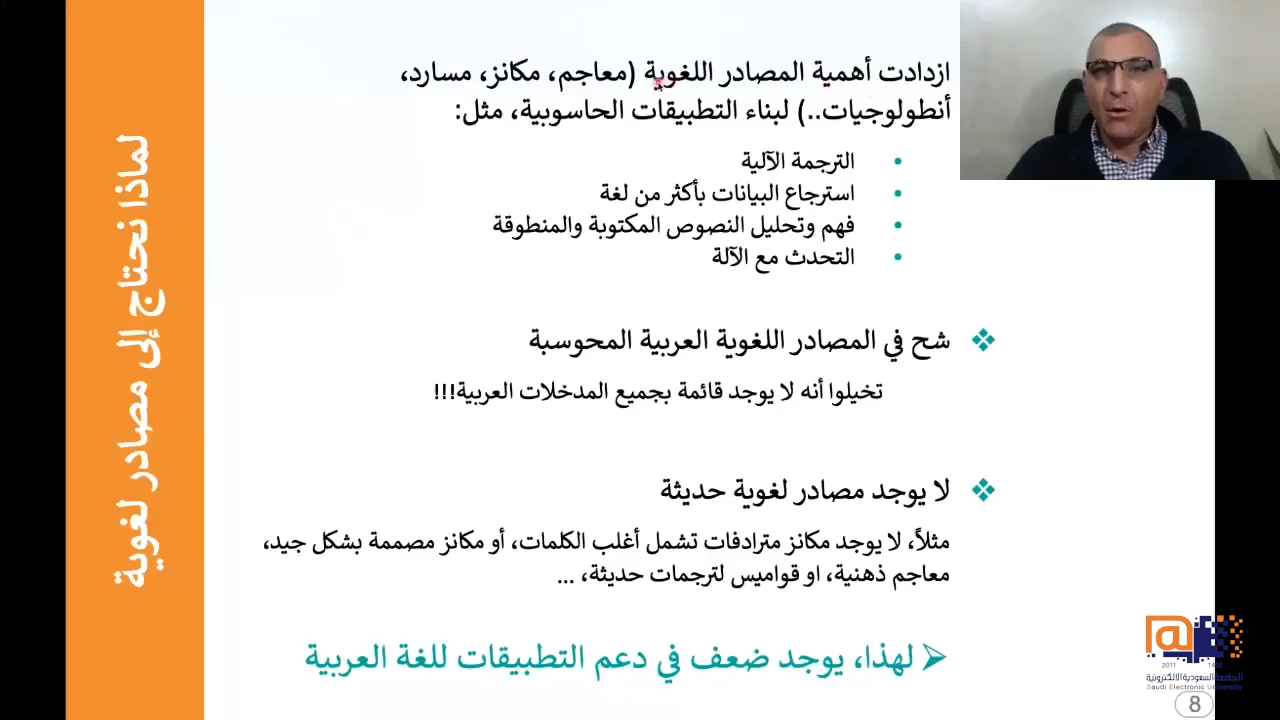 لماذا نحتاج إلى مصادر لغوية
ازدادت أهمية المصادر اللغوية (معاجم، مكانز، مسارد،
أنطولوجيات..) لبناء التطبيقات الحاسوبية، مثل:
• الترجمة الآلية
• استرجاع البيانات بأكثر من لغة
• فهم وتحليل النصوص المكتوبة والمنطوقة
• التحدث مع الآلة
❖ شح في المصادر اللغوية العربية المحوسبة
تخيلوا أنه لا يوجد قائمة بجميع المدخلات العربية!!!
❖ لا يوجد مصادر لغوية حديثة
مثلاً، لا يوجد مكانز مترادفات تشمل أغلب الكلمات، أو مكانز مصممة بشكل جيد،
معاجم ذهنية، او قواميس لترجمات حديثة، ...
➢ لهذا، يوجد ضعف في دعم التطبيقات للغة العربية
2011
الجامعة السعودية الالكترونية
Saudi Electronic University
8